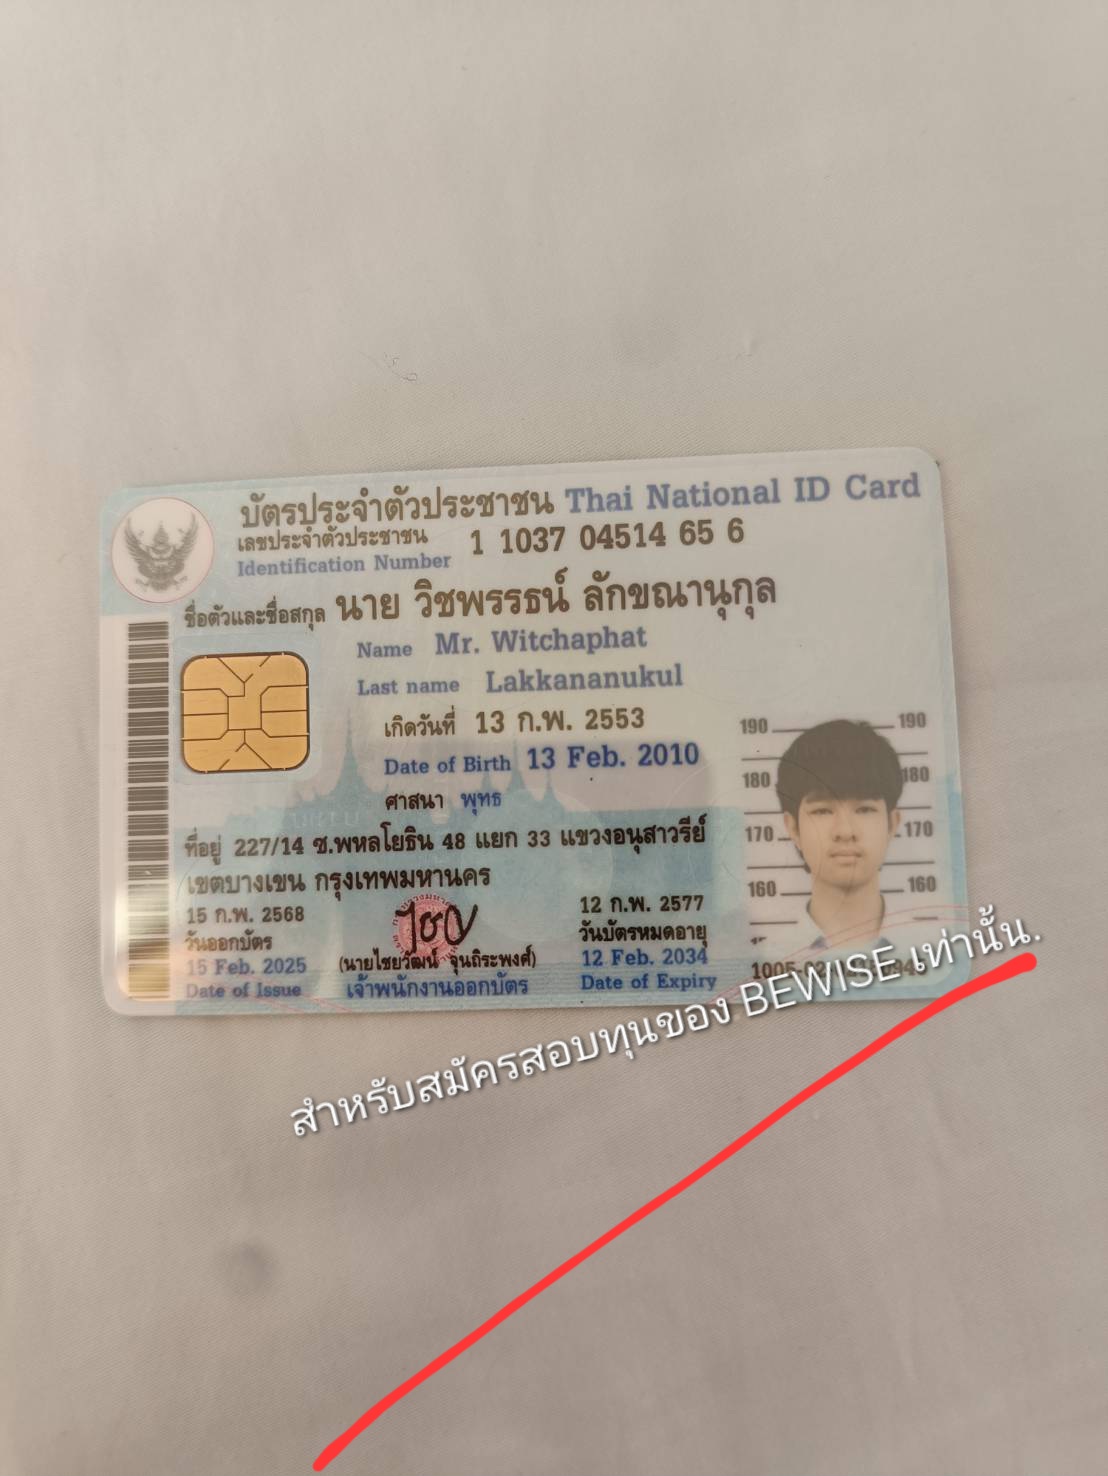 บัตรประจำตัวประชาชน Thai National ID Card
เลขประจำตัวประชาชน
Identification Number 1 1037 04514 65 6
ชื่อตัวและชื่อสกุล นาย วิชพรรธน์ ลักขณานุกุล
Name Mr. Witchaphat
Last name Lakkananukul
เกิดวันที่ 13 ก.พ. 2553
Date of Birth 13 Feb. 2010
ศาสนา พุทธ
ที่อยู่ 227/14 ซ.พหลโยธิน 48 แยก 33 แขวงอนุสาวรีย์
เขตบางเขน กรุงเทพมหานคร
15 ก.พ. 2568
วันออกบัตร
15 Feb. 2025
Date of Issue
(นายไชยวัฒน์ จุนถิระพงศ์)
เจ้าพนักงานออกบัตร
12 ก.พ. 2577
วันบัตรหมดอายุ
12 Feb. 2034
Date of Expiry
190 190
180 180
170 170
160 160
สำหรับสมัครสอบทุนของ BEWISE เท่านั้น.